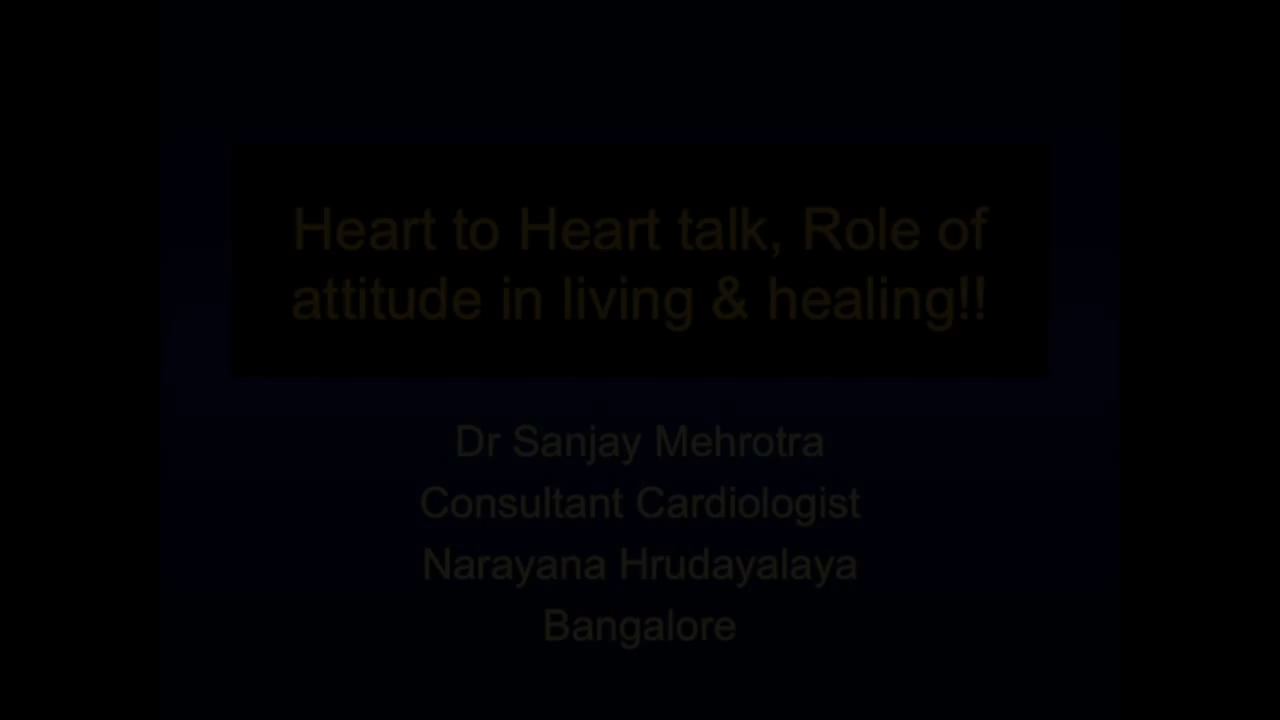 Heart to Heart talk, Role of
attitude in living & healing!!
Dr Sanjay Mehrotra
Consultant Cardiologist
Narayana Hrudayalaya
Bangalore